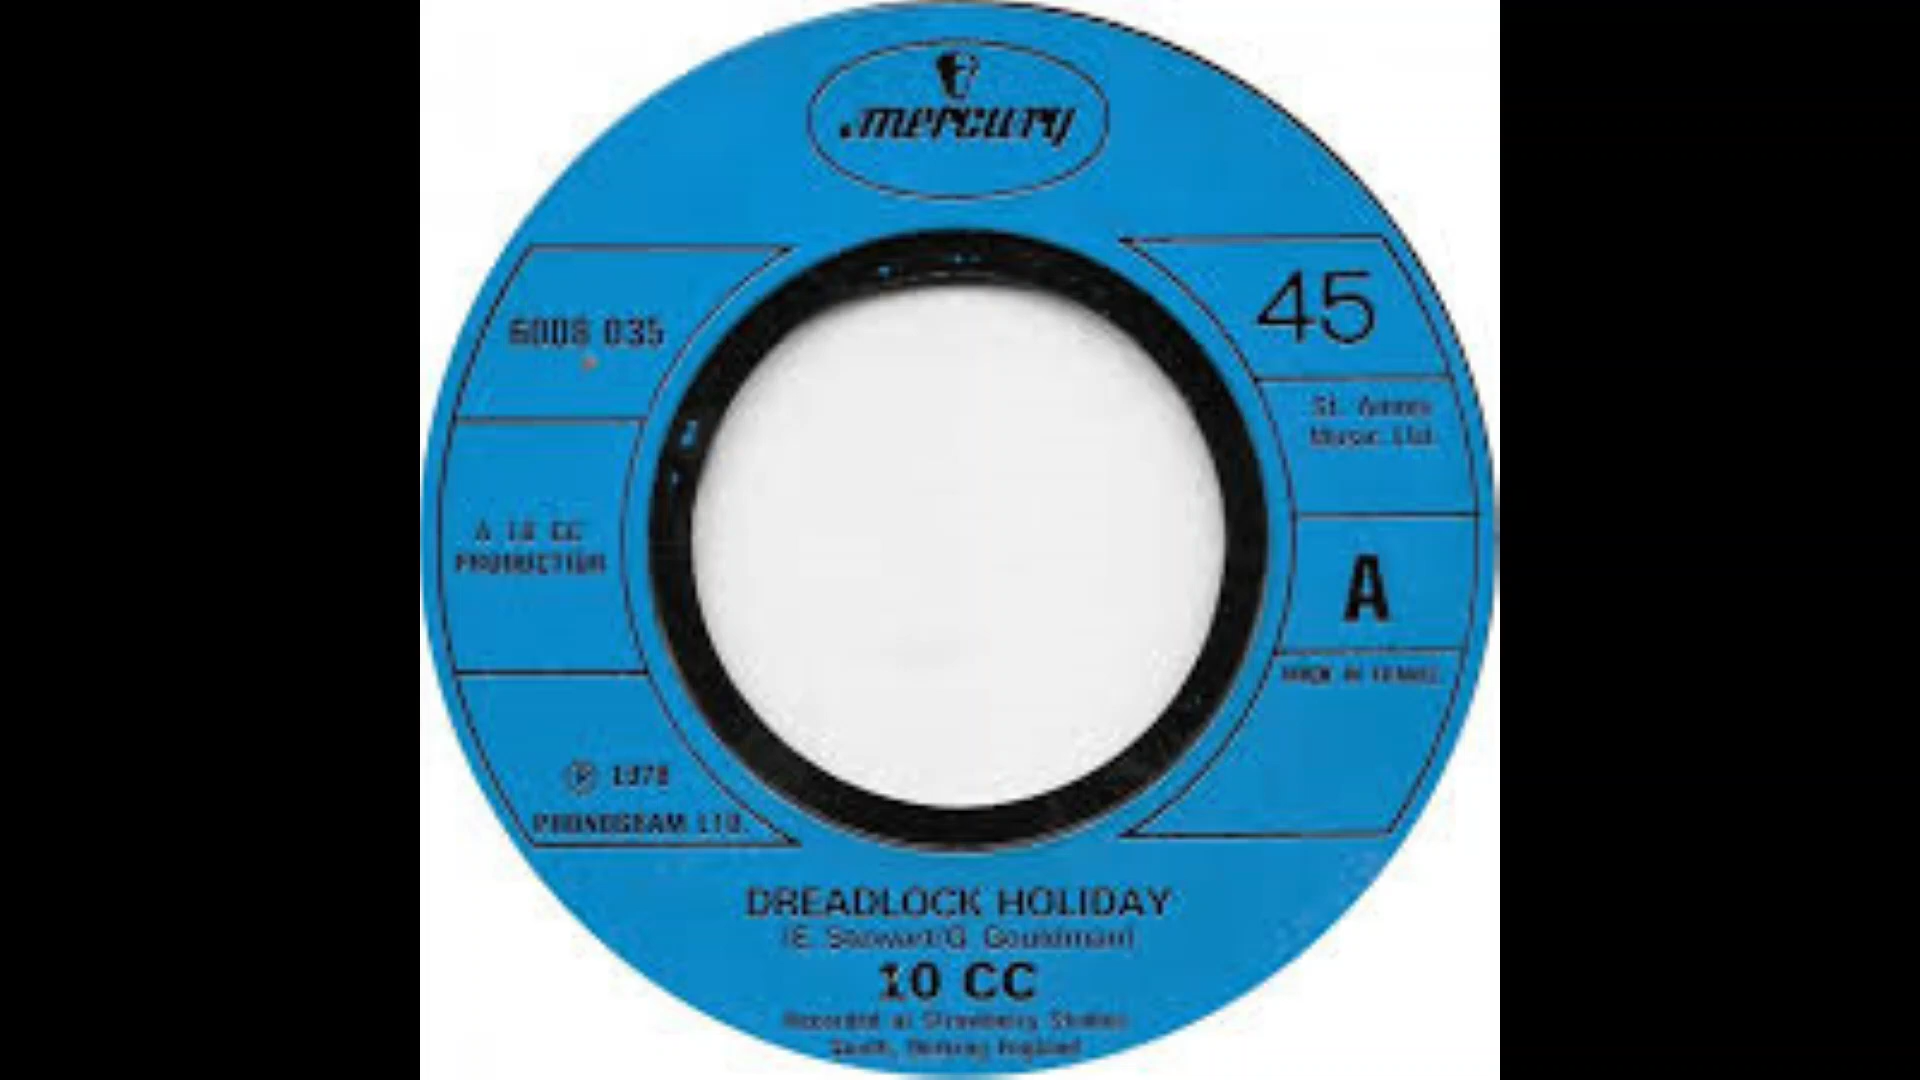 mercury
6008 035
45
St. Annes
Music Ltd.
A 10 CC
PRODUCTION
A
MADE IN FRANCE
℗ 1978
PHONOGRAM LTD.
DREADLOCK HOLIDAY
(E. Stewart/G. Gouldman)
10 CC
Recorded at Strawberry Studios
South, Dorking England